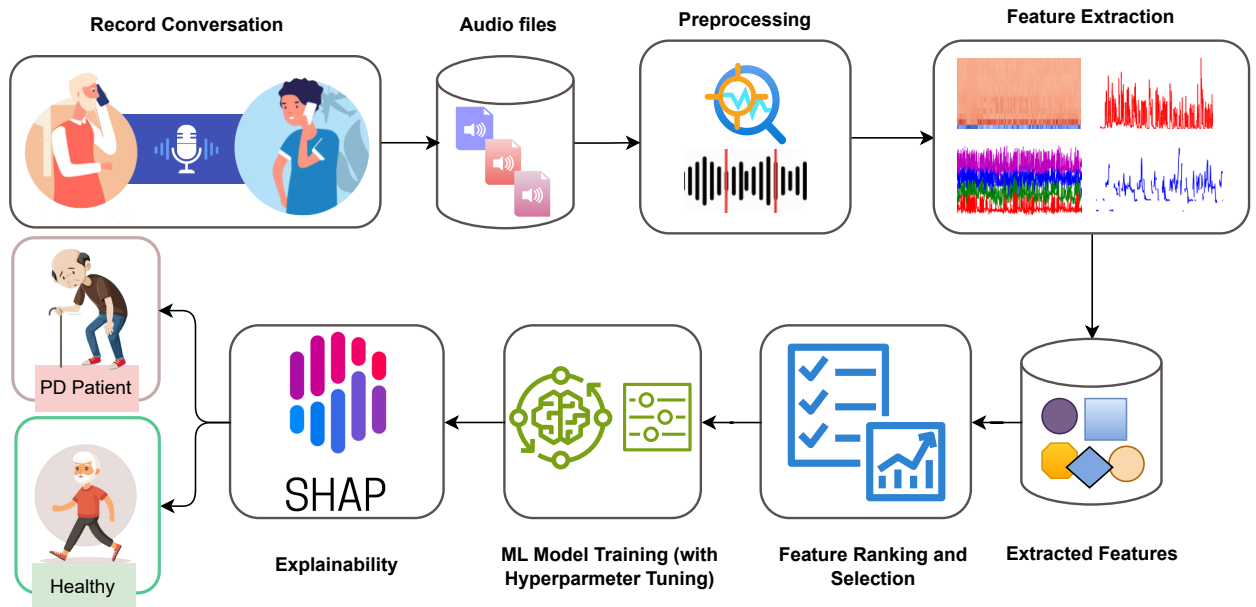 Record Conversation
Audio files
Preprocessing
Feature Extraction
PD Patient
Healthy
SHAP
Explainability
ML Model Training (with
Hyperparmeter Tuning)
Feature Ranking and
Selection
Extracted Features